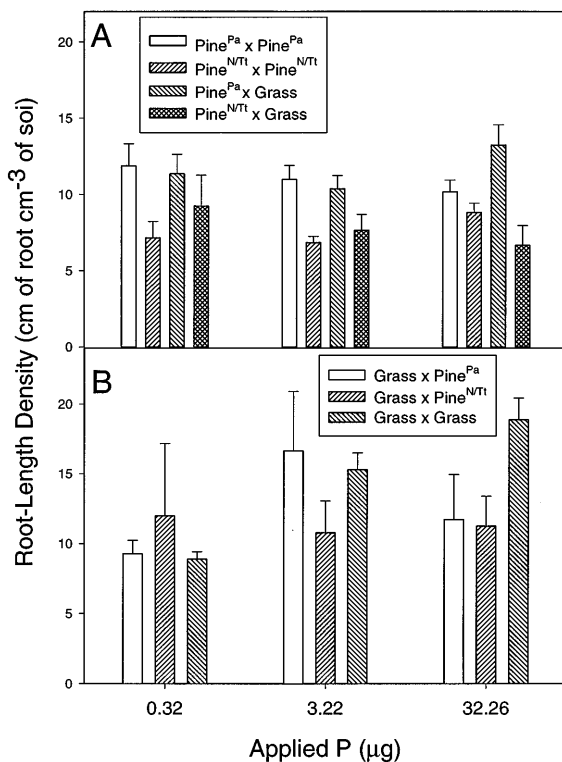 A
Pine^Pa x Pine^Pa
Pine^N/Tt x Pine^N/Tt
Pine^Pa x Grass
Pine^N/Tt x Grass
20
15
10
5
0
B
Grass x Pine^Pa
Grass x Pine^N/Tt
Grass x Grass
20
15
10
5
0
0.32 3.22 32.26
Applied P (μg)
Root-Length Density (cm of root cm^-3 of soi)